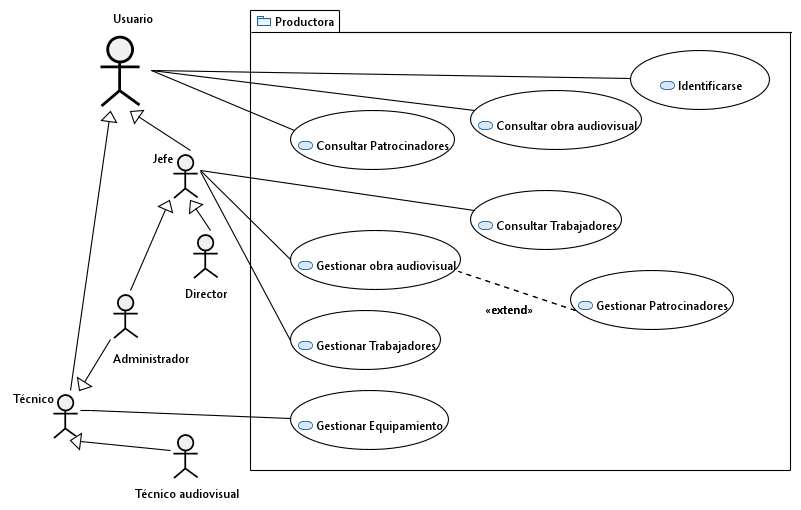 Usuario
Productora
Identificarse
Consultar obra audiovisual
Consultar Patrocinadores
Jefe
Consultar Trabajadores
Gestionar obra audiovisual
Director
Gestionar Patrocinadores
«extend»
Gestionar Trabajadores
Administrador
Técnico
Gestionar Equipamiento
Técnico audiovisual